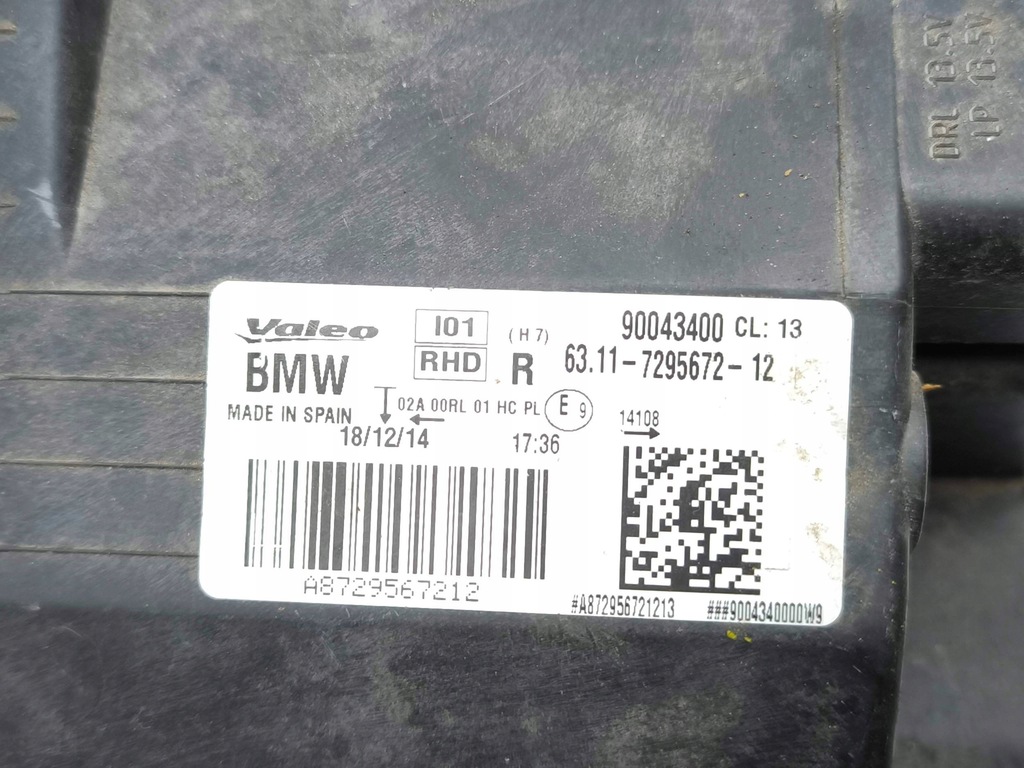 Valeo
I01
(H7)
90043400 CL: 13
BMW
RHD
R
63.11-7295672-12
MADE IN SPAIN
02A 00RL 01 HC PL
E9
14108
18/12/14
17:36
A8729567212
#A872956721213
###9004340000W9
DRL 13.5V
LP 13.5V